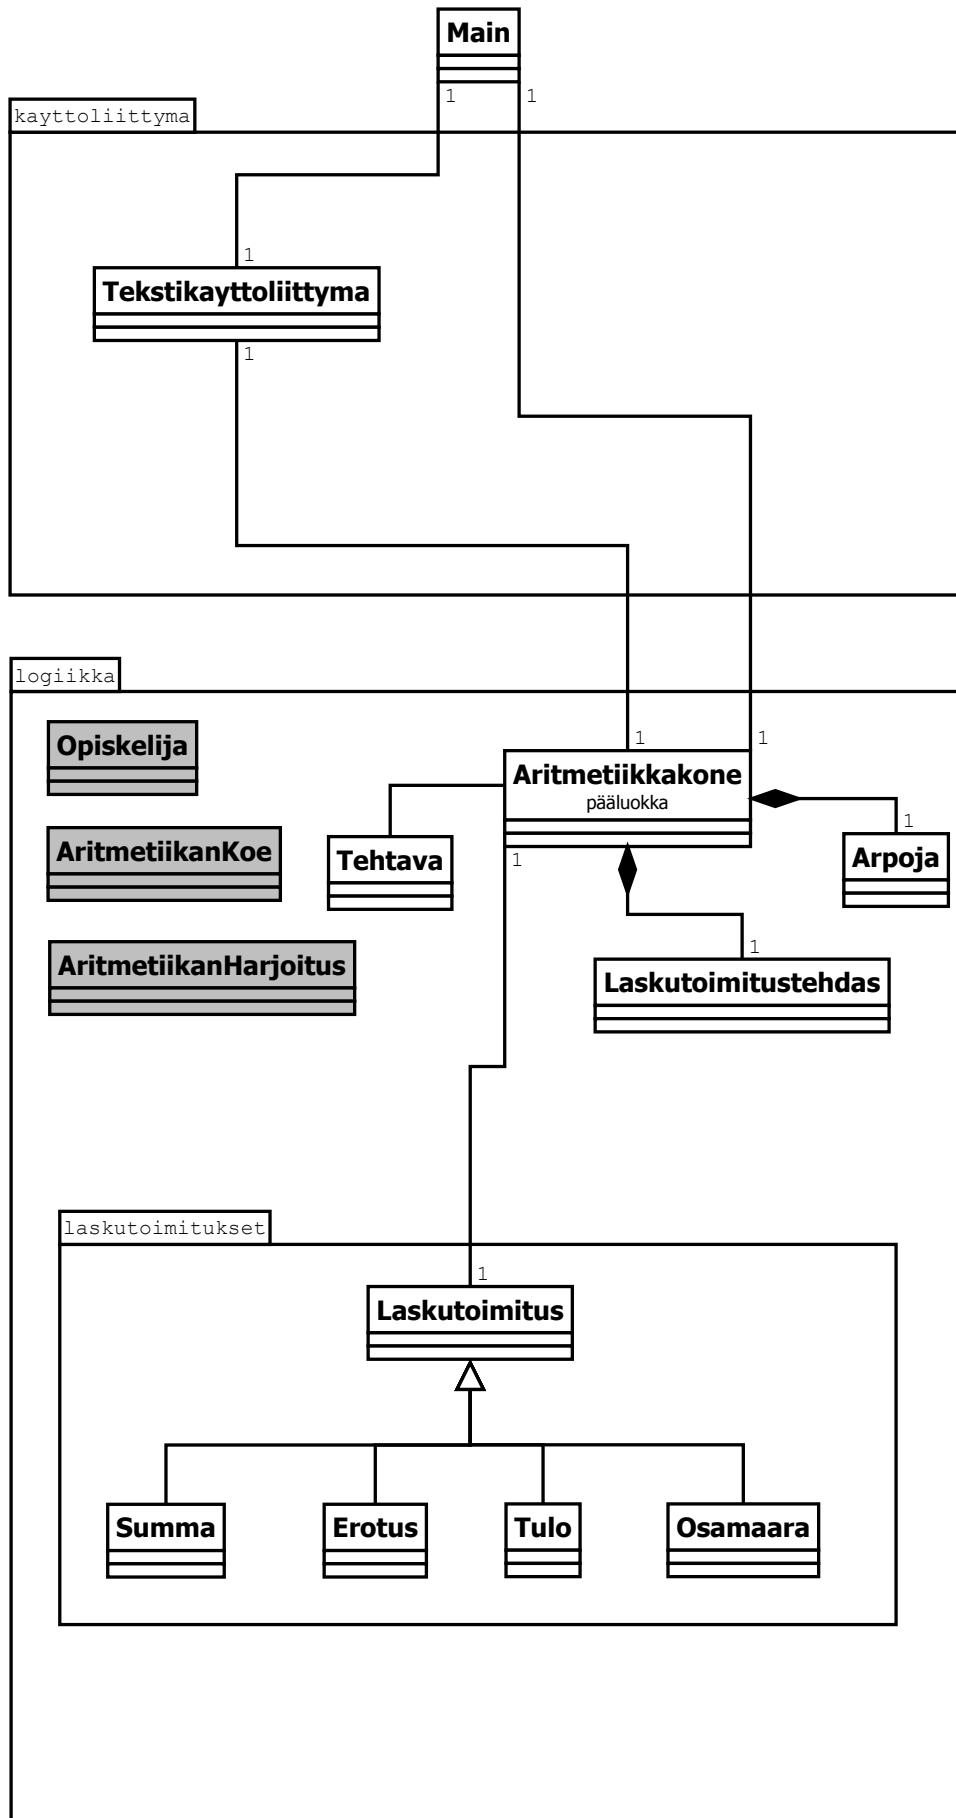 Main
1
1
kayttoliittyma
1
Tekstikayttoliittyma
1
logiikka
Opiskelija
1
1
Aritmetiikkakone
pääluokka
AritmetiikanKoe
Tehtava
1
1
Arpoja
AritmetiikanHarjoitus
1
Laskutoimitustehdas
laskutoimitukset
1
Laskutoimitus
Summa
Erotus
Tulo
Osamaara